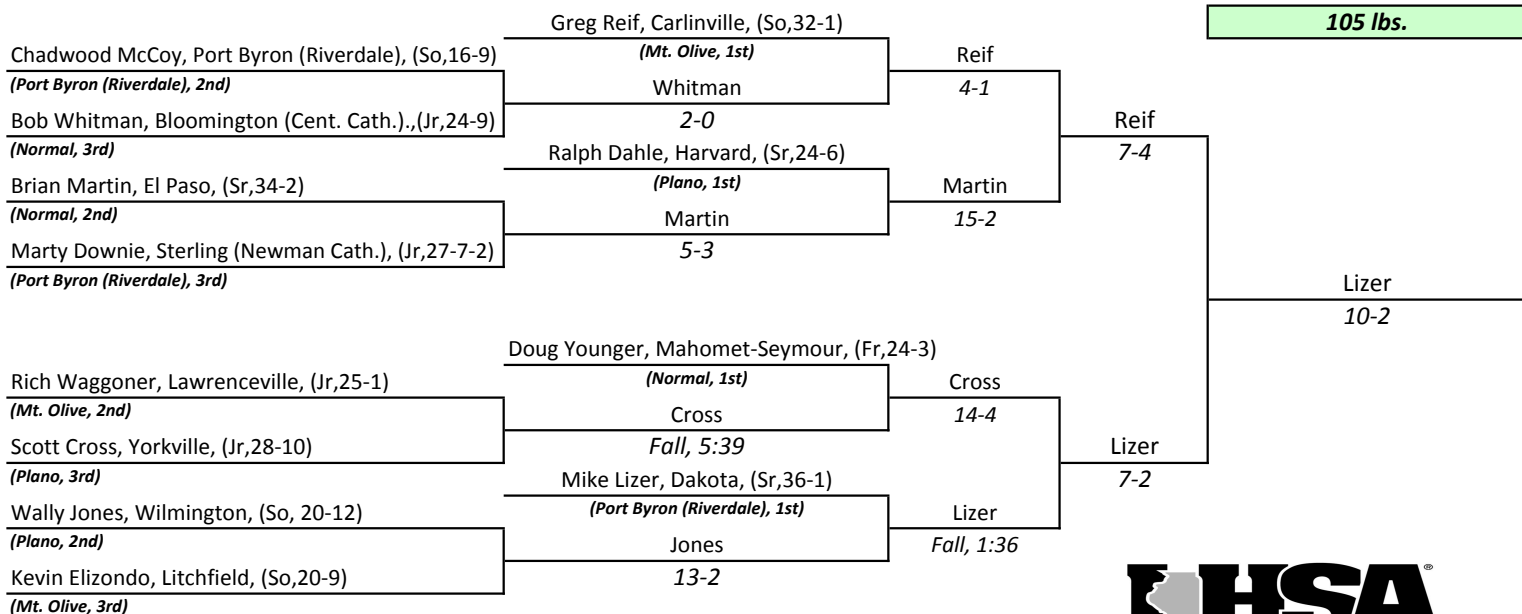 Greg Reif, Carlinville, (So,32-1)
105 lbs.
Chadwood McCoy, Port Byron (Riverdale), (So,16-9)
(Mt. Olive, 1st)
Reif
(Port Byron (Riverdale), 2nd)
Whitman
4-1
Bob Whitman, Bloomington (Cent. Cath.).,(Jr,24-9)
2-0
Reif
(Normal, 3rd)
Ralph Dahle, Harvard, (Sr,24-6)
7-4
Brian Martin, El Paso, (Sr,34-2)
(Plano, 1st)
Martin
(Normal, 2nd)
Martin
15-2
Marty Downie, Sterling (Newman Cath.), (Jr,27-7-2)
5-3
(Port Byron (Riverdale), 3rd)
Lizer
10-2
Doug Younger, Mahomet-Seymour, (Fr,24-3)
Rich Waggoner, Lawrenceville, (Jr,25-1)
(Normal, 1st)
Cross
(Mt. Olive, 2nd)
Cross
14-4
Scott Cross, Yorkville, (Jr,28-10)
Fall, 5:39
Lizer
(Plano, 3rd)
Mike Lizer, Dakota, (Sr,36-1)
7-2
Wally Jones, Wilmington, (So, 20-12)
(Port Byron (Riverdale), 1st)
Lizer
(Plano, 2nd)
Jones
Fall, 1:36
Kevin Elizondo, Litchfield, (So,20-9)
13-2
(Mt. Olive, 3rd)
IHSA®